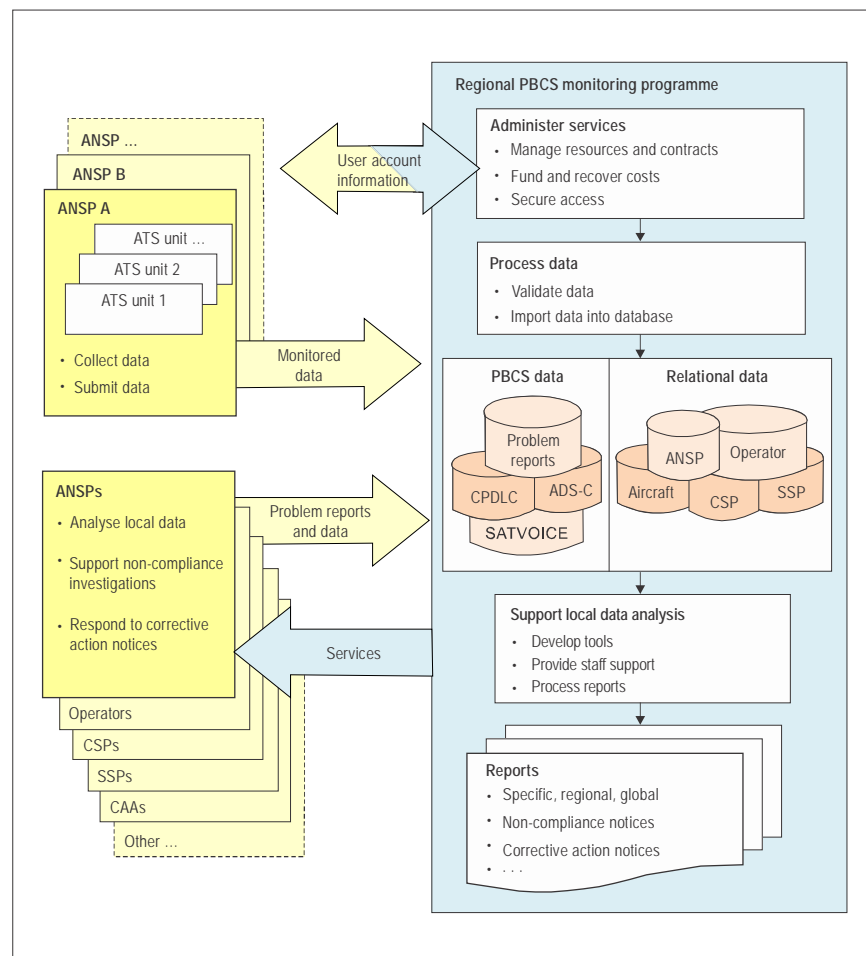 Regional PBCS monitoring programme
ANSP ...
ANSP B
ANSP A
ATS unit ...
ATS unit 2
ATS unit 1
• Collect data
• Submit data
User account
information
Monitored
data
Administer services
• Manage resources and contracts
• Fund and recover costs
• Secure access
Process data
• Validate data
• Import data into database
PBCS data
Problem
reports
CPDLC
ADS-C
SATVOICE
Relational data
ANSP
Operator
Aircraft
CSP
SSP
ANSPs
• Analyse local data
• Support non-compliance
investigations
• Respond to corrective
action notices
Operators
CSPs
SSPs
CAAs
Other ...
Problem reports
and data
Services
Support local data analysis
• Develop tools
• Provide staff support
• Process reports
Reports
• Specific, regional, global
• Non-compliance notices
• Corrective action notices
• . . .